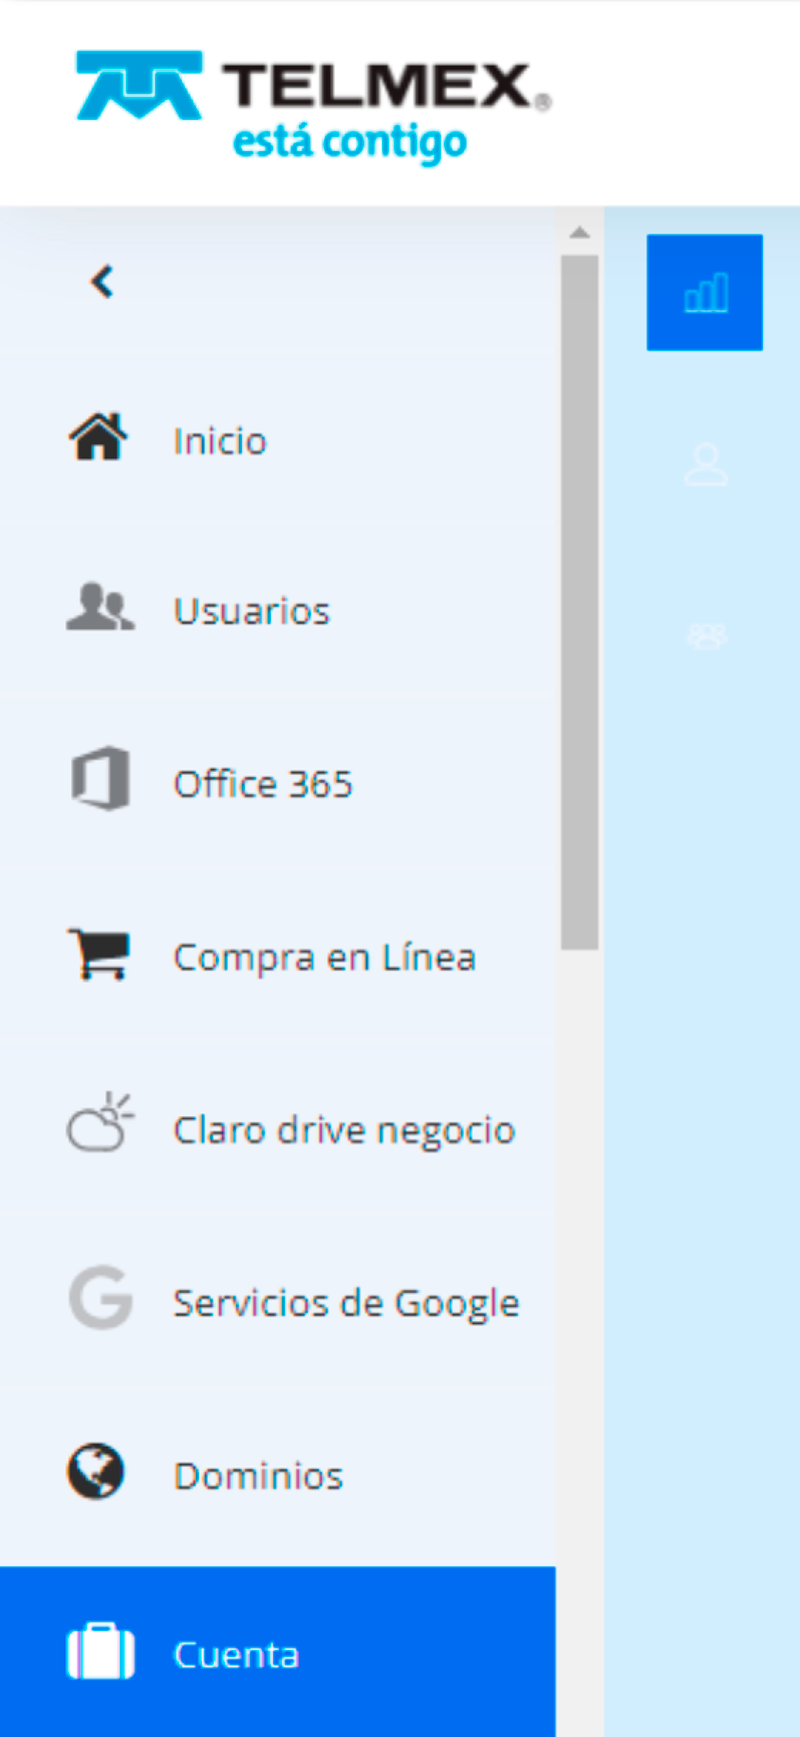 TELMEX®
está contigo
Inicio
Usuarios
Office 365
Compra en Línea
Claro drive negocio
Servicios de Google
Dominios
Cuenta